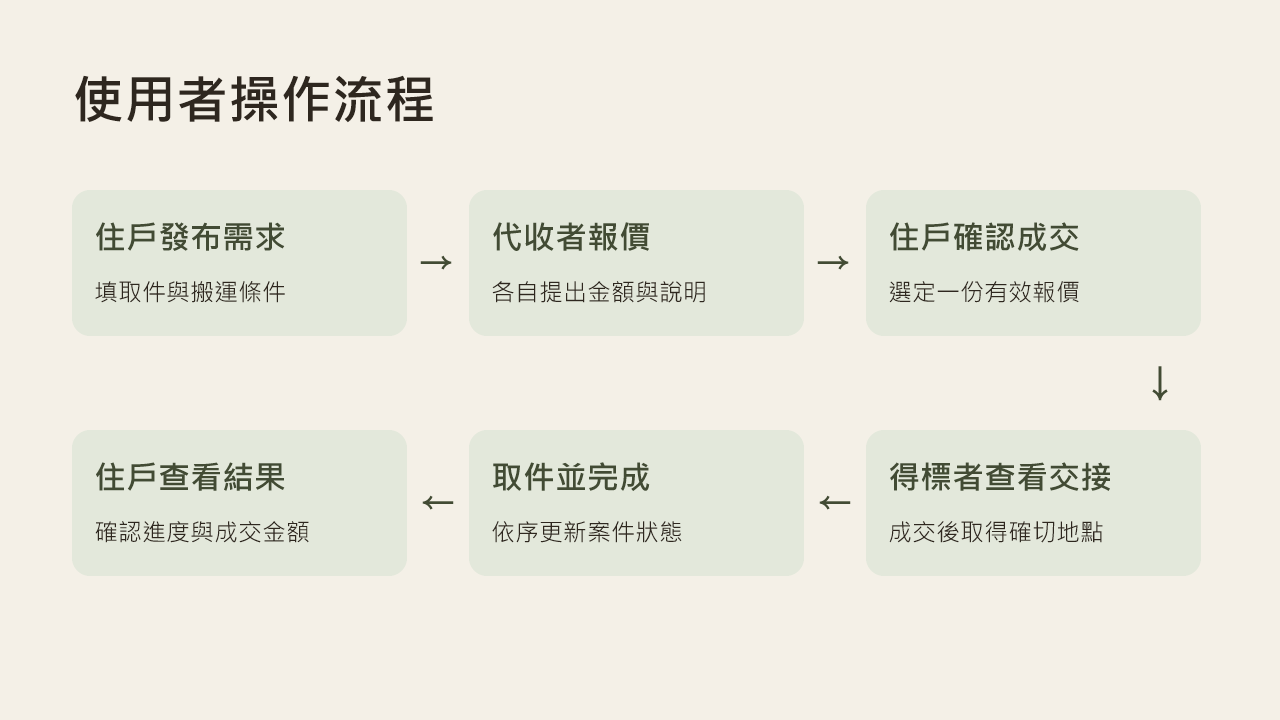 使用者操作流程
住戶發布需求
填取件與搬運條件
→
代收者報價
各自提出金額與說明
→
住戶確認成交
選定一份有效報價
↓
得標者查看交接
成交後取得確切地點
←
取件並完成
依序更新案件狀態
←
住戶查看結果
確認進度與成交金額